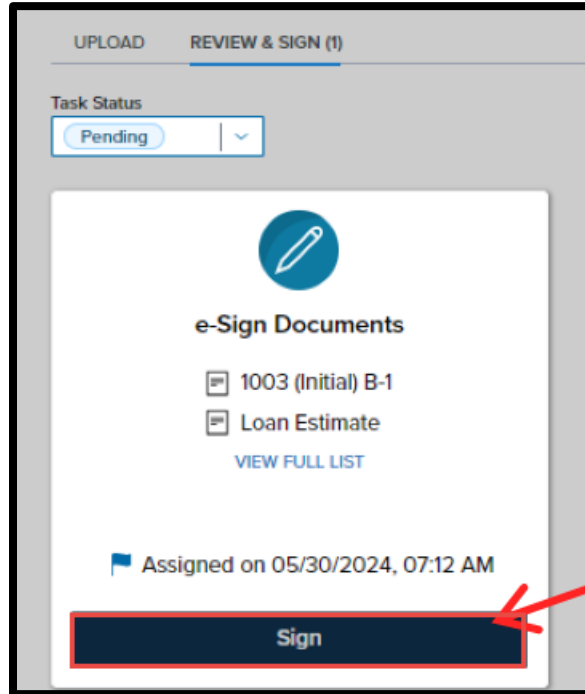 UPLOAD REVIEW & SIGN (1)
Task Status
Pending
e-Sign Documents
1003 (Initial) B-1
Loan Estimate
VIEW FULL LIST
Assigned on 05/30/2024, 07:12 AM
Sign